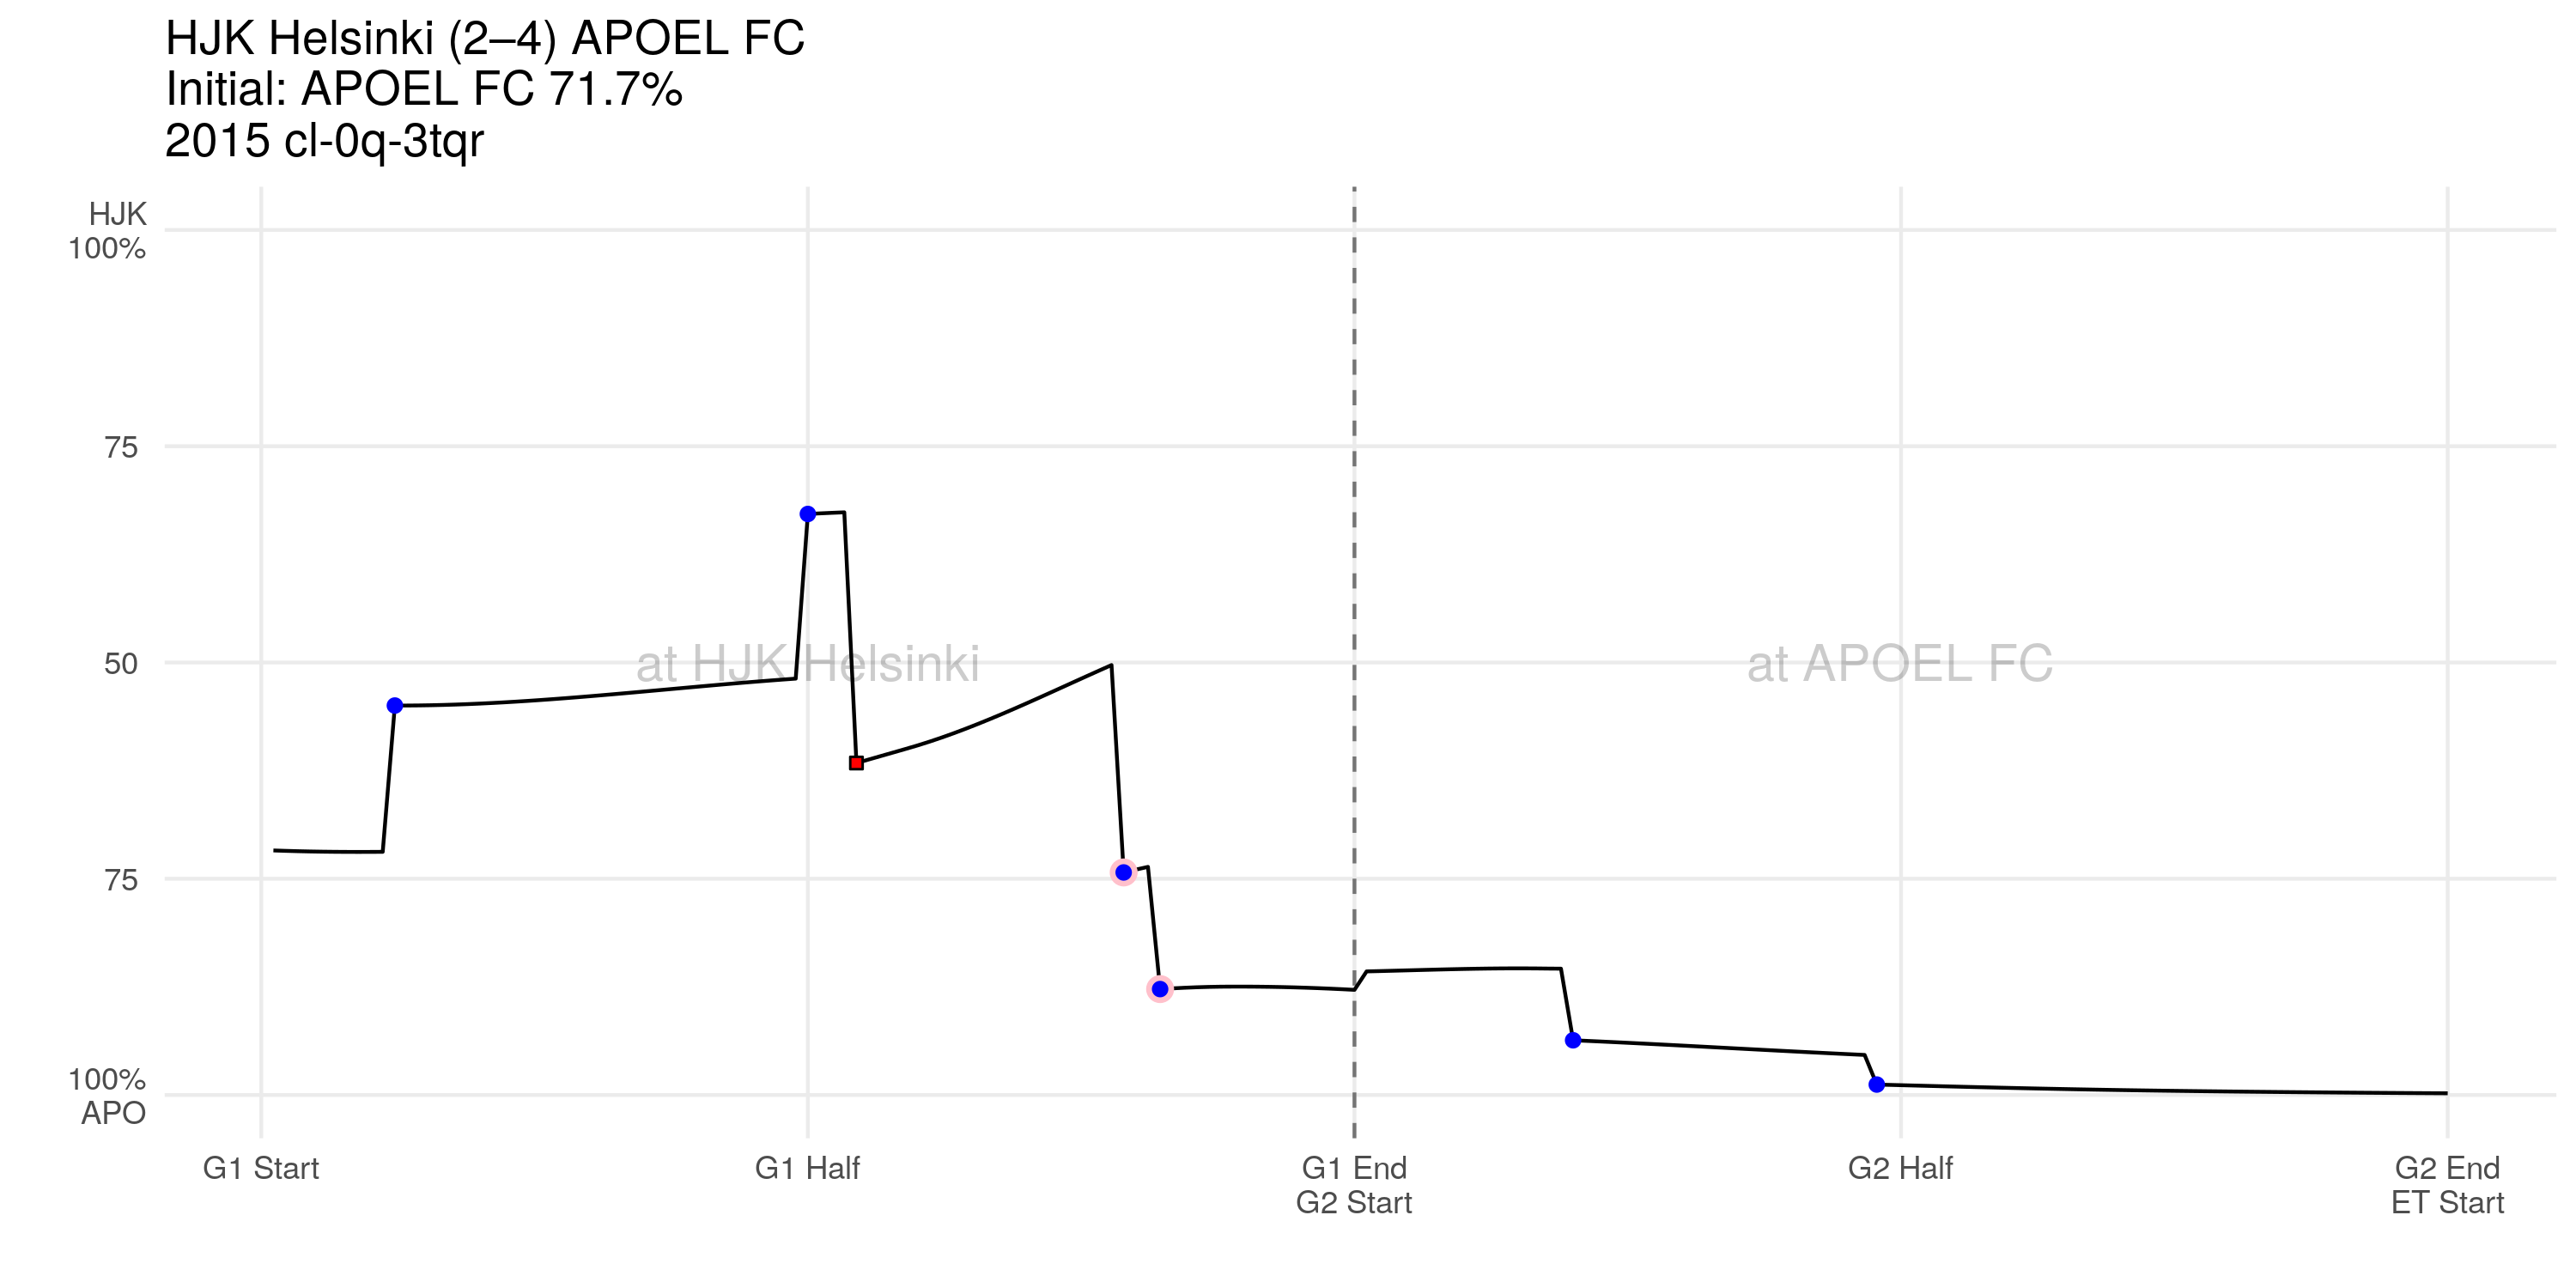 HJK Helsinki (2–4) APOEL FC
Initial: APOEL FC 71.7%
2015 cl-0q-3tqr
HJK
100%
75
50
75
100%
APO
at HJK Helsinki
at APOEL FC
G1 Start
G1 Half
G1 End
G2 Start
G2 Half
G2 End
ET Start